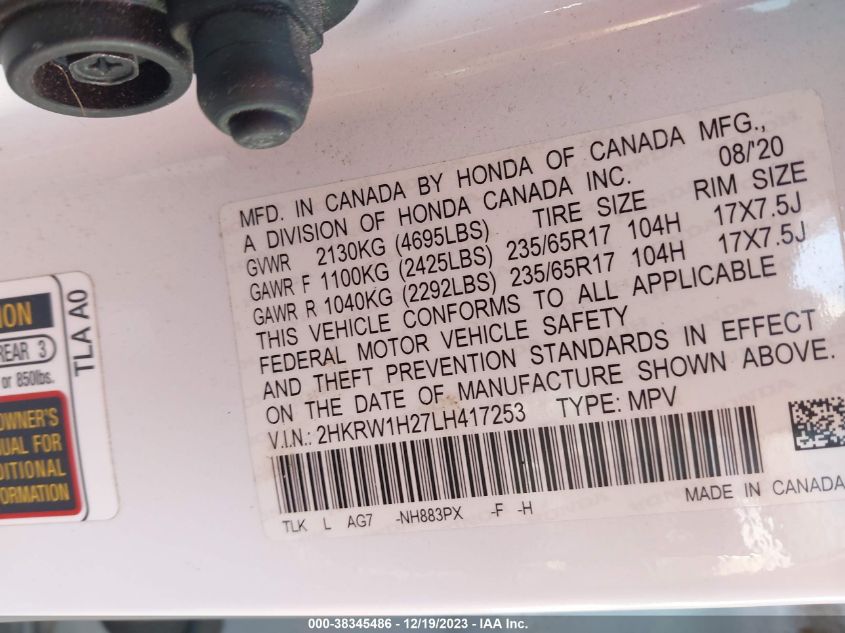 MFD. IN CANADA BY HONDA OF CANADA MFG.,
A DIVISION OF HONDA CANADA INC. 08/'20
GVWR 2130KG (4695LBS) TIRE SIZE RIM SIZE
GAWR F 1100KG (2425LBS) 235/65R17 104H 17X7.5J
GAWR R 1040KG (2292LBS) 235/65R17 104H 17X7.5J
THIS VEHICLE CONFORMS TO ALL APPLICABLE
FEDERAL MOTOR VEHICLE SAFETY
AND THEFT PREVENTION STANDARDS IN EFFECT
ON THE DATE OF MANUFACTURE SHOWN ABOVE.
V.I.N.: 2HKRW1H27LH417253 TYPE: MPV
TLK L AG7 -NH883PX -F -H MADE IN CANADA
REAR 3
or 850lbs.
TLA A0
OWNER'S
FOR
000-38345486 - 12/19/2023 - IAA Inc.